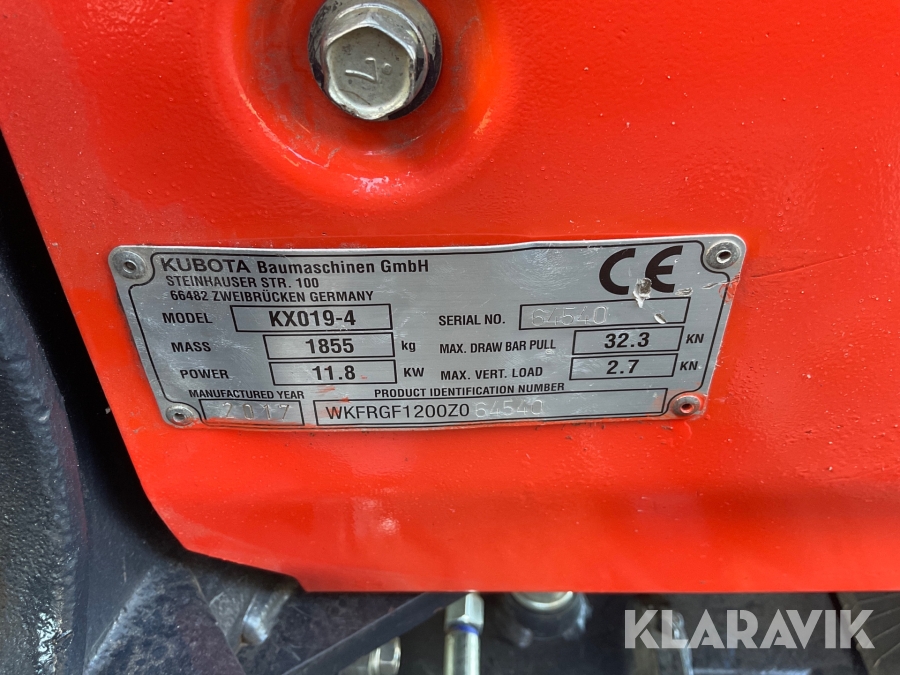 KUBOTA Baumaschinen GmbH
STEINHAUSER STR. 100
66482 ZWEIBRÜCKEN GERMANY
CE
MODEL KX019-4 SERIAL NO. 64540
MASS 1855 kg MAX. DRAW BAR PULL 32.3 KN
POWER 11.8 KW MAX. VERT. LOAD 2.7 KN
MANUFACTURED YEAR PRODUCT IDENTIFICATION NUMBER
2017 WKFRGF1200Z064540
KLARAVIK